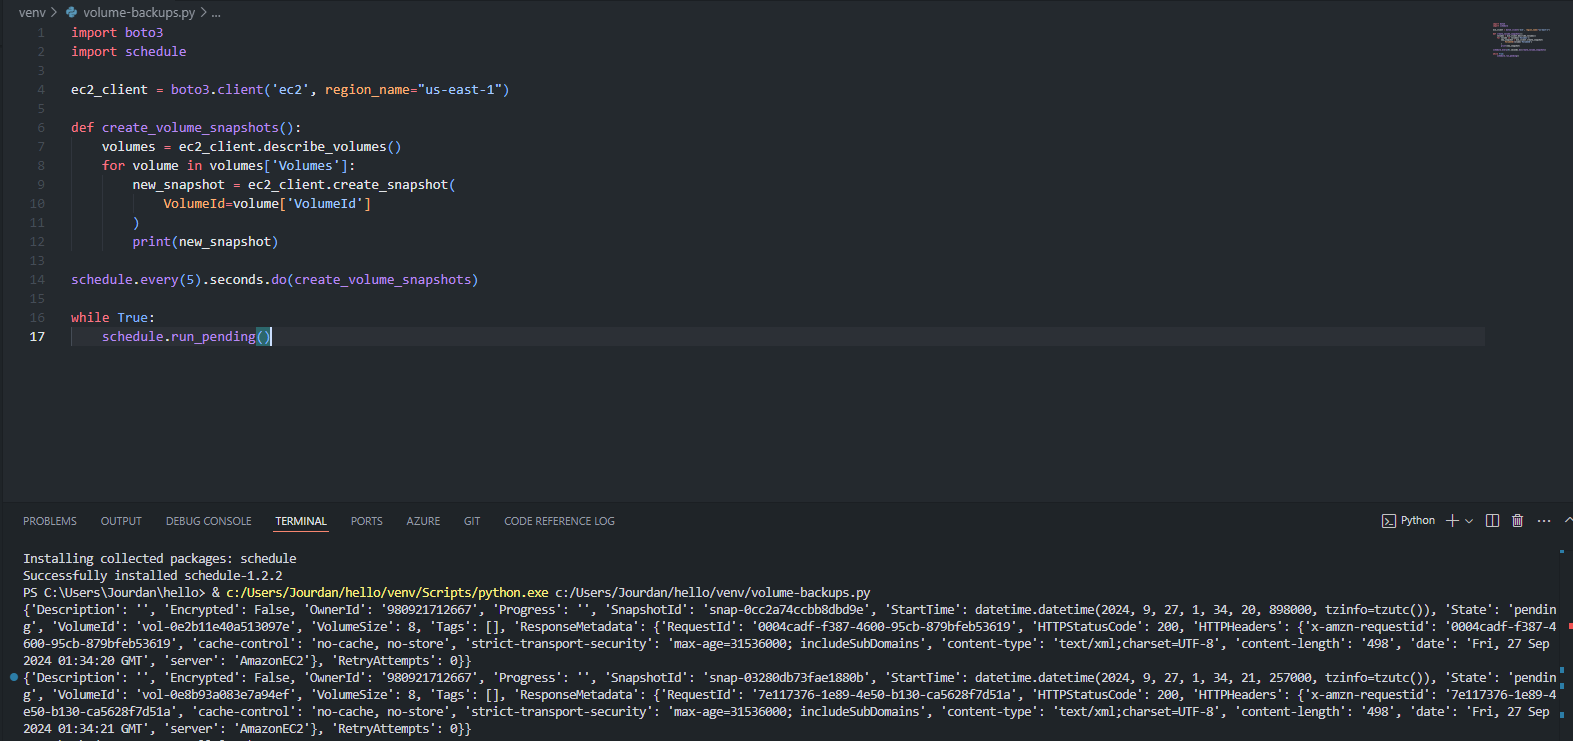 venv > volume-backups.py > ...
1 import boto3
2 import schedule
3
4 ec2_client = boto3.client('ec2', region_name="us-east-1")
5
6 def create_volume_snapshots():
7     volumes = ec2_client.describe_volumes()
8     for volume in volumes['Volumes']:
9         new_snapshot = ec2_client.create_snapshot(
10             VolumeId=volume['VolumeId']
11         )
12         print(new_snapshot)
13
14 schedule.every(5).seconds.do(create_volume_snapshots)
15
16 while True:
17     schedule.run_pending()
PROBLEMS OUTPUT DEBUG CONSOLE TERMINAL PORTS AZURE GIT CODE REFERENCE LOG Python
Installing collected packages: schedule
Successfully installed schedule-1.2.2
PS C:\Users\Jourdan\hello> & c:/Users/Jourdan/hello/venv/Scripts/python.exe c:/Users/Jourdan/hello/venv/volume-backups.py
{'Description': '', 'Encrypted': False, 'OwnerId': '980921712667', 'Progress': '', 'SnapshotId': 'snap-0cc2a74ccbb8dbd9e', 'StartTime': datetime.datetime(2024, 9, 27, 1, 34, 20, 898000, tzinfo=tzutc()), 'State': 'pendin
g', 'VolumeId': 'vol-0e2b11e40a513097e', 'VolumeSize': 8, 'Tags': [], 'ResponseMetadata': {'RequestId': '0004cadf-f387-4600-95cb-879bfeb53619', 'HTTPStatusCode': 200, 'HTTPHeaders': {'x-amzn-requestid': '0004cadf-f387-4
600-95cb-879bfeb53619', 'cache-control': 'no-cache, no-store', 'strict-transport-security': 'max-age=31536000; includeSubDomains', 'content-type': 'text/xml;charset=UTF-8', 'content-length': '498', 'date': 'Fri, 27 Sep
2024 01:34:20 GMT', 'server': 'AmazonEC2'}, 'RetryAttempts': 0}}
{'Description': '', 'Encrypted': False, 'OwnerId': '980921712667', 'Progress': '', 'SnapshotId': 'snap-03280db73fae1880b', 'StartTime': datetime.datetime(2024, 9, 27, 1, 34, 21, 257000, tzinfo=tzutc()), 'State': 'pendin
g', 'VolumeId': 'vol-0e8b93a083e7a94ef', 'VolumeSize': 8, 'Tags': [], 'ResponseMetadata': {'RequestId': '7e117376-1e89-4e50-b130-ca5628f7d51a', 'HTTPStatusCode': 200, 'HTTPHeaders': {'x-amzn-requestid': '7e117376-1e89-4
e50-b130-ca5628f7d51a', 'cache-control': 'no-cache, no-store', 'strict-transport-security': 'max-age=31536000; includeSubDomains', 'content-type': 'text/xml;charset=UTF-8', 'content-length': '498', 'date': 'Fri, 27 Sep
2024 01:34:21 GMT', 'server': 'AmazonEC2'}, 'RetryAttempts': 0}}